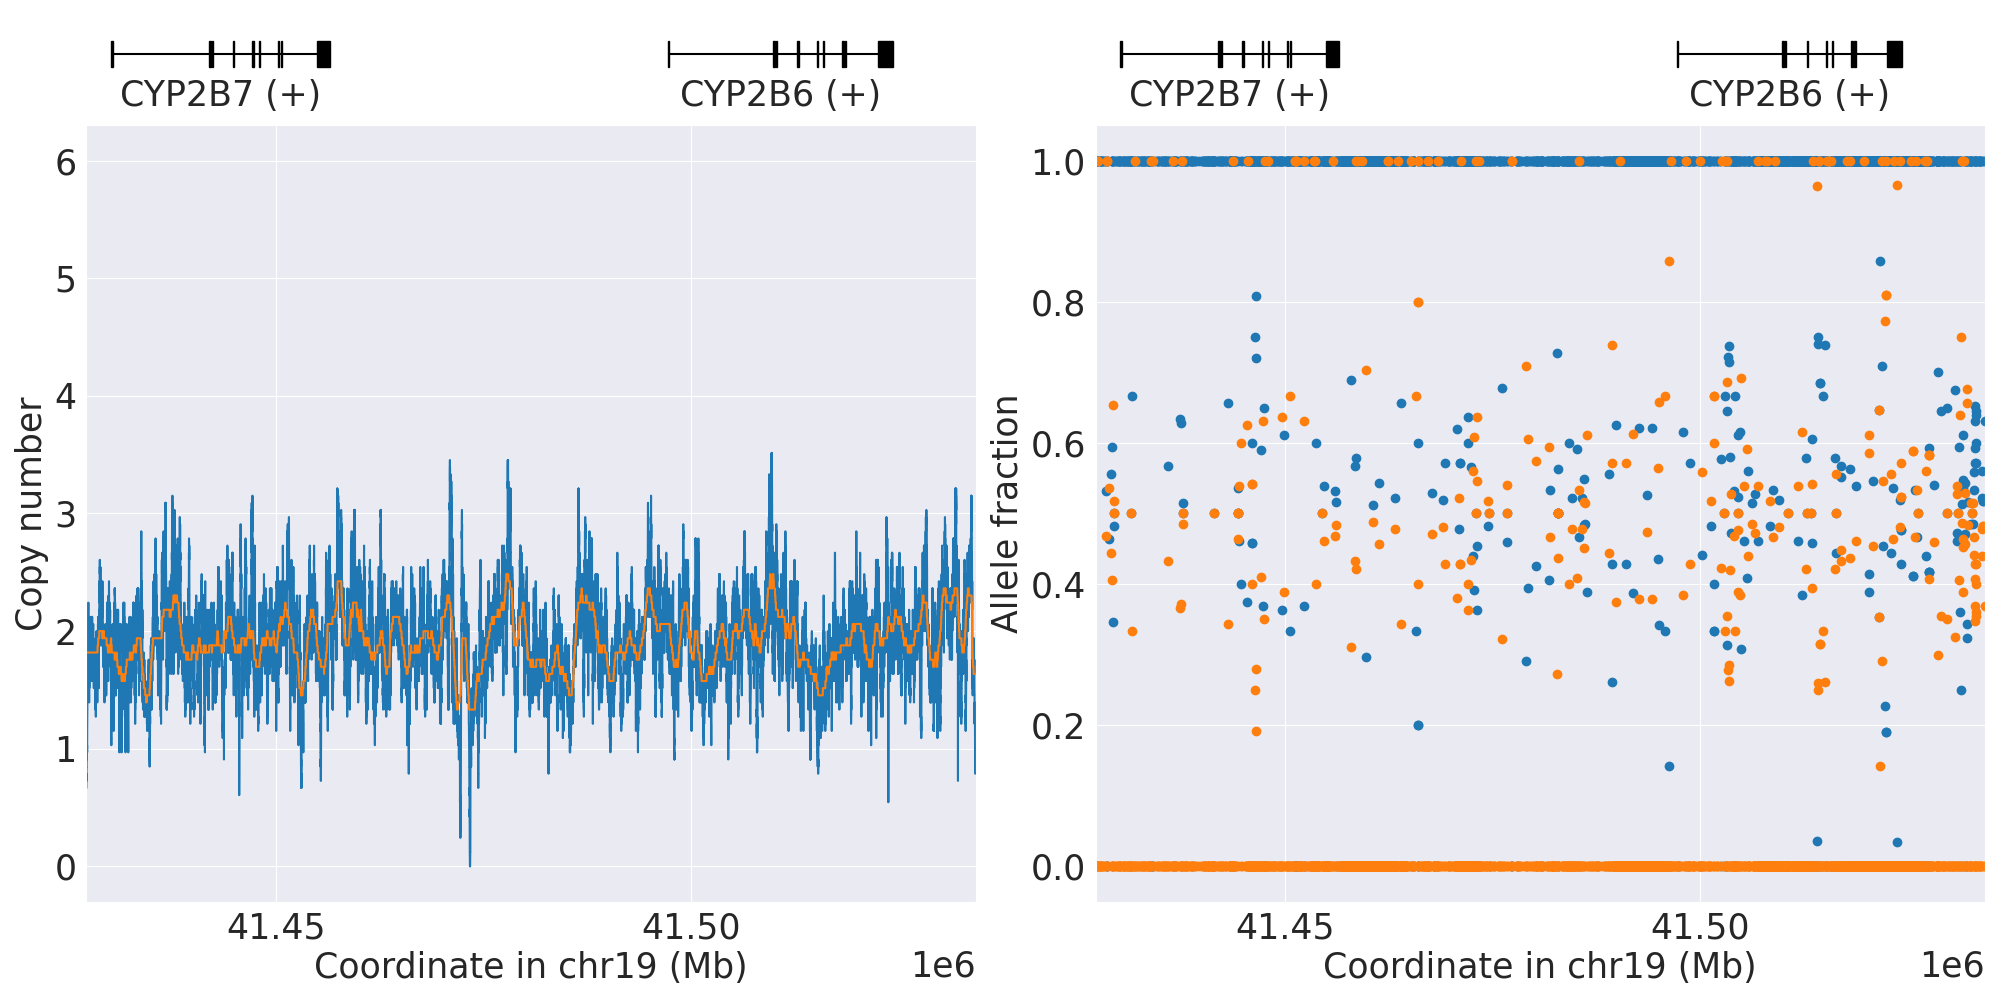 CYP2B7 (+)
CYP2B6 (+)
CYP2B7 (+)
CYP2B6 (+)
6
5
4
3
2
1
0
Copy number
41.45
41.50
Coordinate in chr19 (Mb)
1e6
1.0
0.8
0.6
0.4
0.2
0.0
Allele fraction
41.45
41.50
Coordinate in chr19 (Mb)
1e6